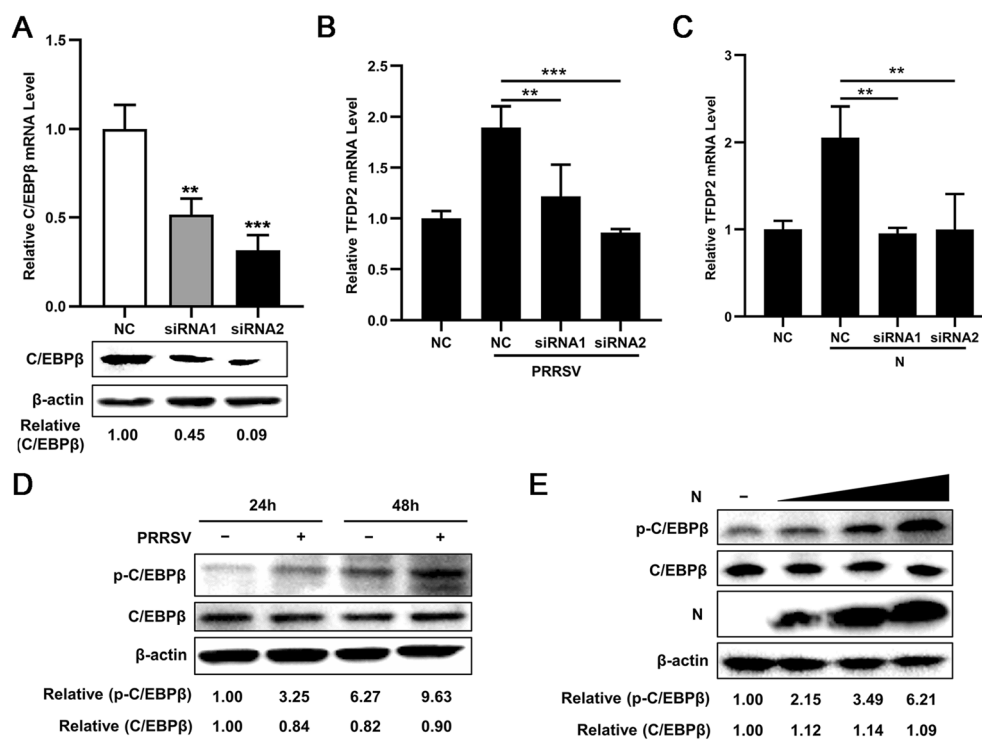 A
Relative C/EBPβ mRNA Level
1.5
1.0
0.5
0.0
** ***
NC siRNA1 siRNA2
C/EBPβ
β-actin
Relative
(C/EBPβ) 1.00 0.45 0.09
B
Relative TFDP2 mRNA Level
2.5
2.0
1.5
1.0
0.5
0.0
***
**
NC NC siRNA1 siRNA2
PRRSV
C
Relative TFDP2 mRNA Level
3
2
1
0
**
**
NC NC siRNA1 siRNA2
N
D
24h 48h
PRRSV – + – +
p-C/EBPβ
C/EBPβ
β-actin
Relative (p-C/EBPβ) 1.00 3.25 6.27 9.63
Relative (C/EBPβ) 1.00 0.84 0.82 0.90
E
N –
p-C/EBPβ
C/EBPβ
N
β-actin
Relative (p-C/EBPβ) 1.00 2.15 3.49 6.21
Relative (C/EBPβ) 1.00 1.12 1.14 1.09